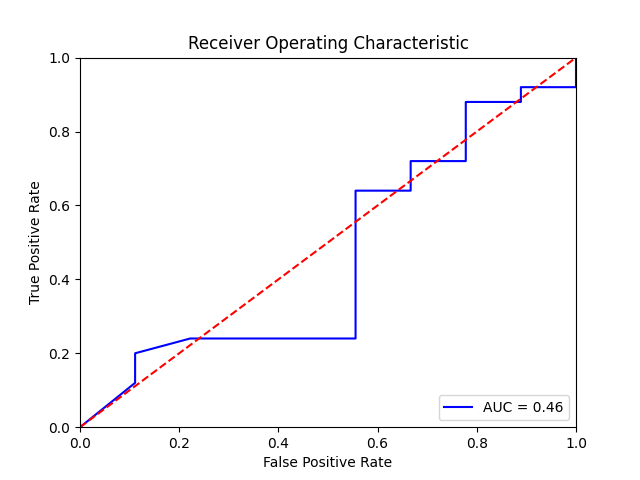 Receiver Operating Characteristic
1.0
0.8
0.6
0.4
0.2
0.0
True Positive Rate
AUC = 0.46
0.0 0.2 0.4 0.6 0.8 1.0
False Positive Rate